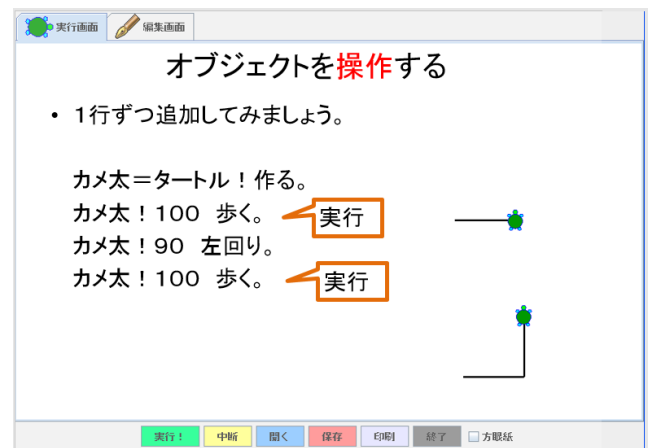 実行画面 編集画面
オブジェクトを操作する
• 1行ずつ追加してみましょう。
カメ太＝タートル！作る。
カメ太！100 歩く。 実行
カメ太！90 左回り。
カメ太！100 歩く。 実行
実行！ 中断 開く 保存 印刷 終了 方眼紙